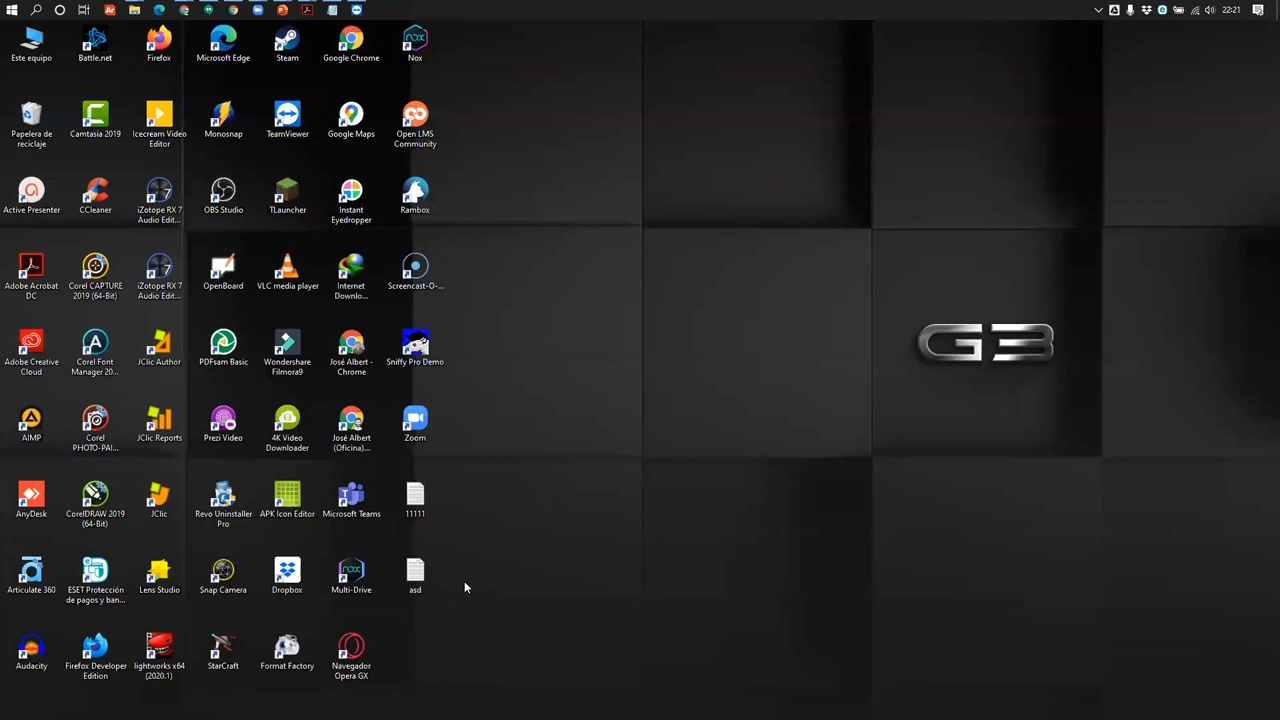 22:21
Este equipo
Battle.net
Firefox
Microsoft Edge
Steam
Google Chrome
Nox
Papelera de
reciclaje
Camtasia 2019
Icecream Video
Editor
Monosnap
TeamViewer
Google Maps
Open LMS
Community
Active Presenter
CCleaner
iZotope RX 7
Audio Edit...
OBS Studio
TLauncher
Instant
Eyedropper
Rambox
Adobe Acrobat
DC
Corel CAPTURE
2019 (64-Bit)
iZotope RX 7
Audio Edit...
OpenBoard
VLC media player
Internet
Downlo...
Screencast-O-...
G3
Adobe Creative
Cloud
Corel Font
Manager 20...
JClic Author
PDFsam Basic
Wondershare
Filmora9
José Albert -
Chrome
Sniffy Pro Demo
AIMP
Corel
PHOTO-PAI...
JClic Reports
Prezi Video
4K Video
Downloader
José Albert
(Oficina)...
Zoom
AnyDesk
CorelDRAW 2019
(64-Bit)
JClic
Revo Uninstaller
Pro
APK Icon Editor
Microsoft Teams
11111
Articulate 360
ESET Protección
de pagos y ban...
Lens Studio
Snap Camera
Dropbox
Multi-Drive
asd
Audacity
Firefox Developer
Edition
lightworks x64
(2020.1)
StarCraft
Format Factory
Navegador
Opera GX